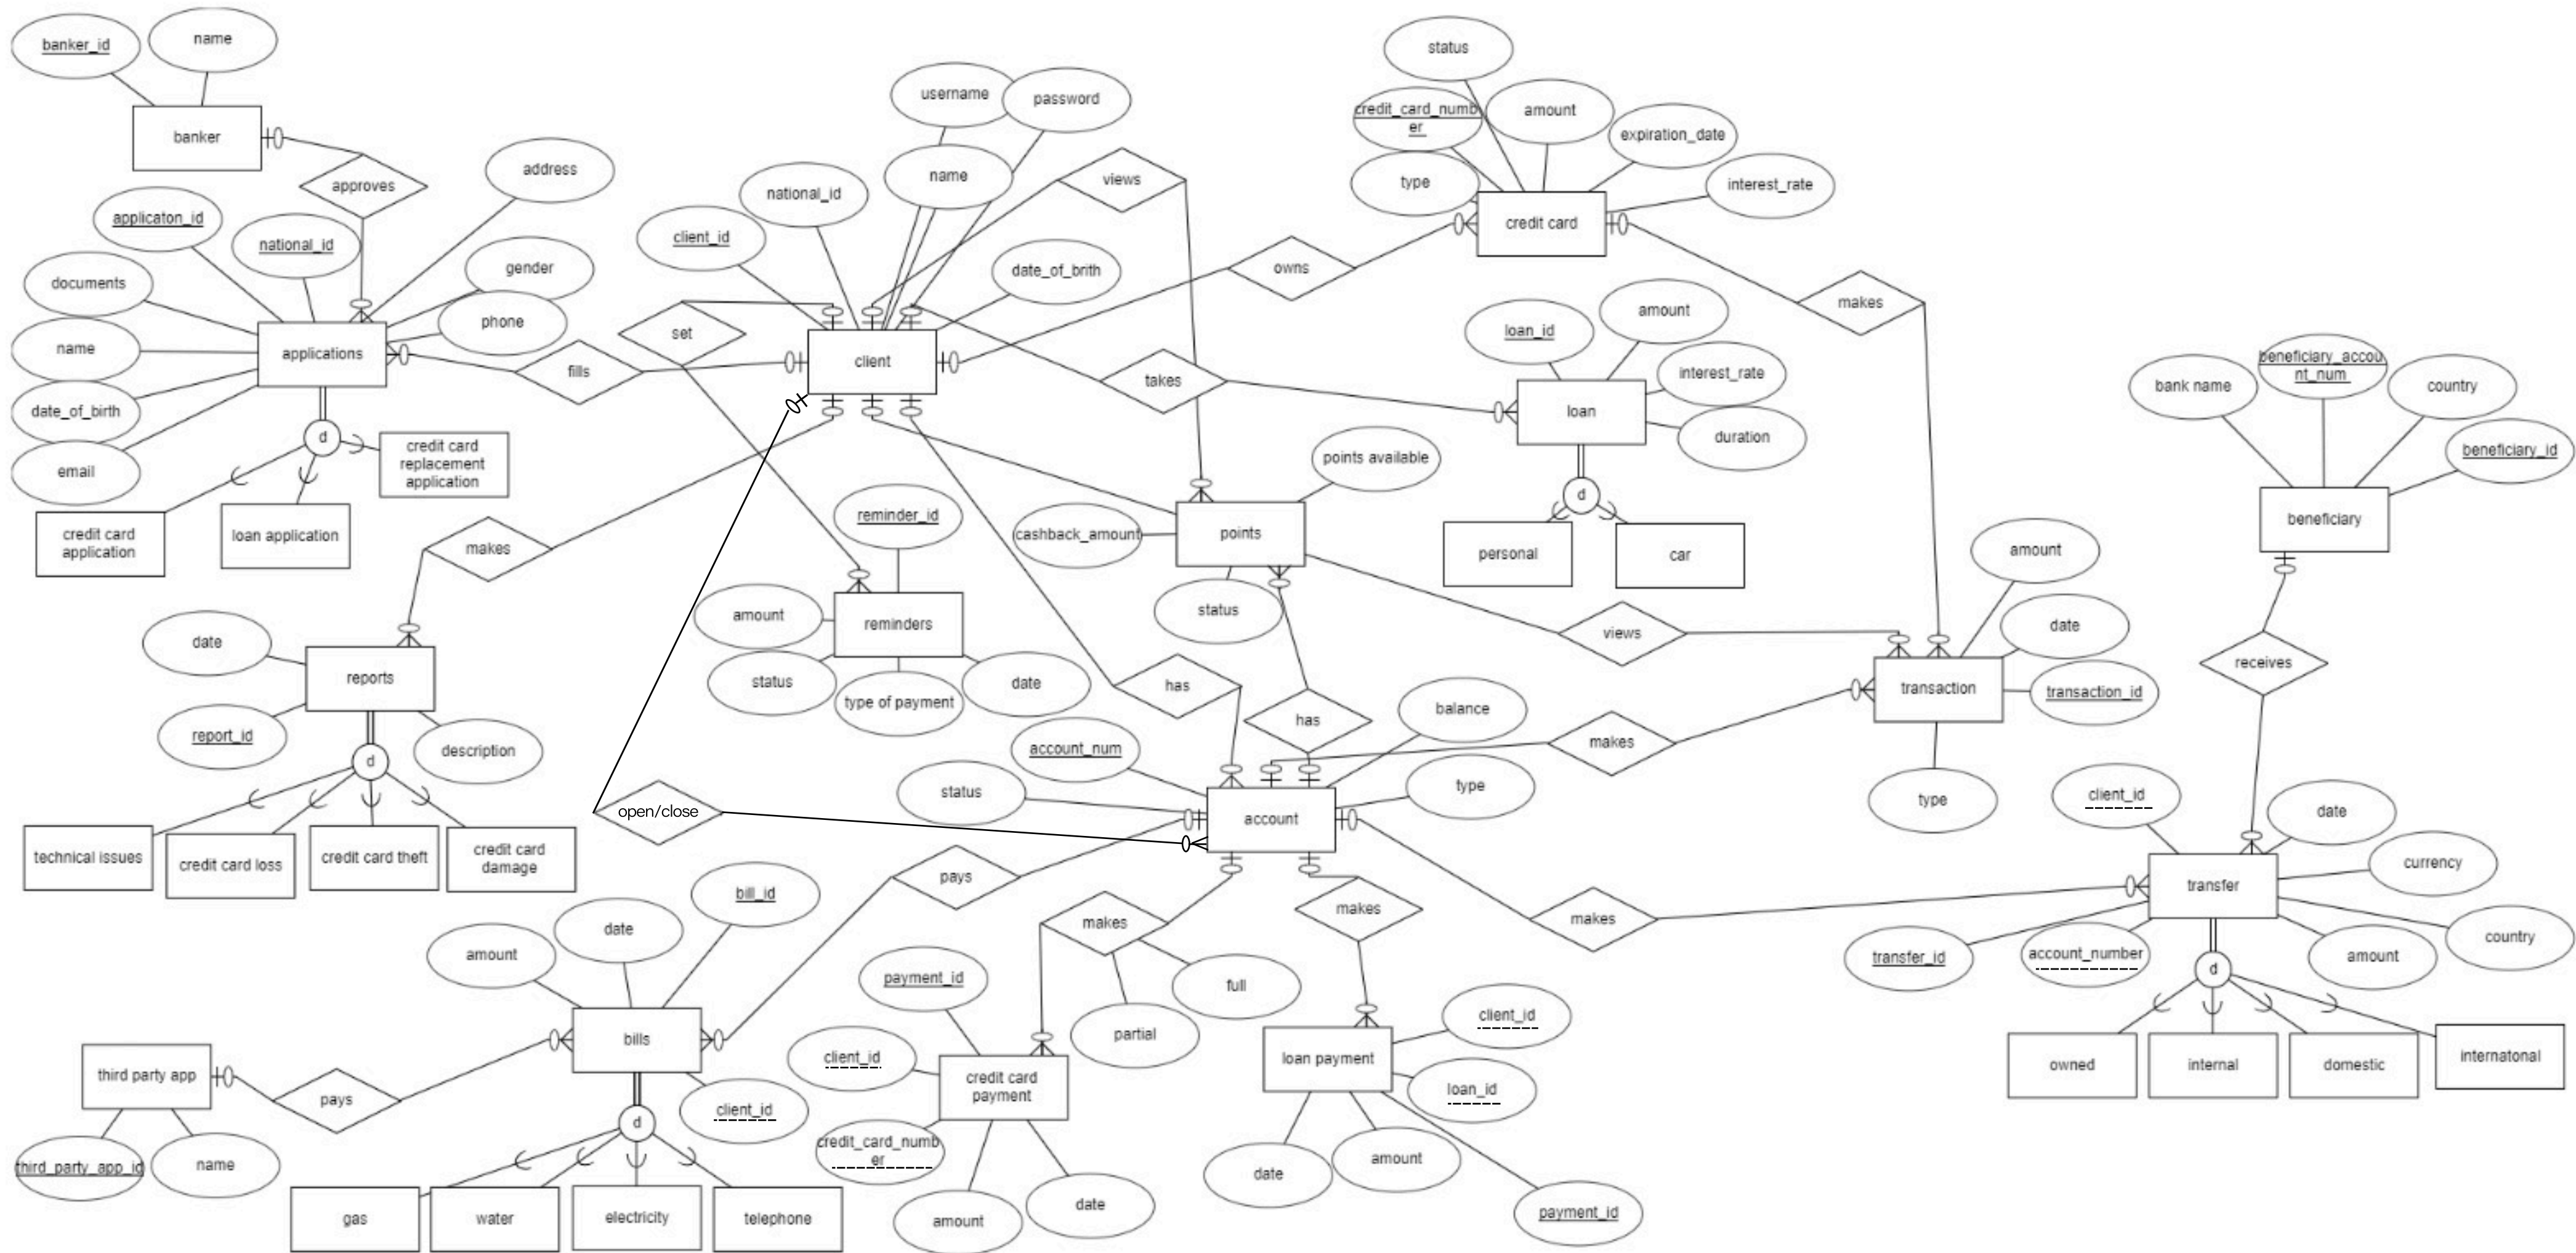 banker_id
name
banker
approves
address
applicaton_id
national_id
gender
documents
phone
name
applications
date_of_birth
email
d
credit card
replacement
application
credit card
application
loan application
fills
set
username
password
name
national_id
client_id
date_of_brith
client
views
owns
takes
status
credit_card_numb
er
amount
expiration_date
type
interest_rate
credit card
makes
loan_id
amount
interest_rate
loan
duration
d
personal
car
bank name
beneficiary_accou
nt_num
country
beneficiary_id
beneficiary
receives
makes
date
reports
report_id
description
d
technical issues
credit card loss
credit card theft
credit card
damage
reminder_id
amount
reminders
status
type of payment
date
points available
cashback_amount
points
status
views
has
has
amount
date
transaction
transaction_id
type
makes
account_num
balance
status
type
account
open/close
pays
makes
full
partial
makes
makes
client_id
date
currency
transfer
country
transfer_id
account_number
amount
d
owned
internal
domestic
internatonal
bill_id
date
amount
bills
client_id
d
gas
water
electricity
telephone
third party app
pays
third_party_app_id
name
payment_id
client_id
credit card
payment
credit_card_numb
er
amount
date
loan payment
client_id
loan_id
date
amount
payment_id